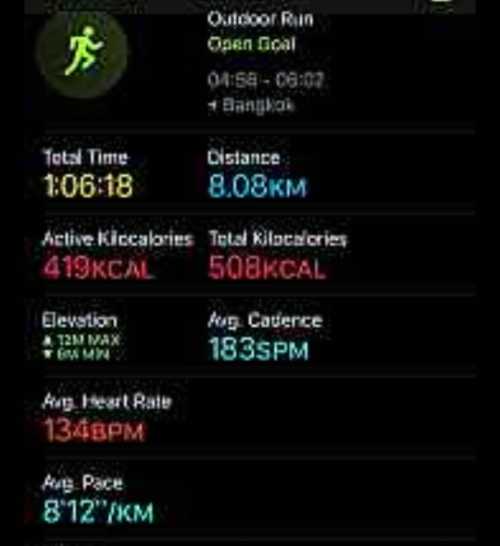 Outdoor Run
Open Goal
04:56 - 06:02
Bangkok
Total Time
Distance
1:06:18
8.08KM
Active Kilocalories
Total Kilocalories
419KCAL
508KCAL
Elevation
Avg. Cadence
▲ 12M MAX
▼ 6M MIN
183SPM
Avg. Heart Rate
134BPM
Avg. Pace
8'12"/KM